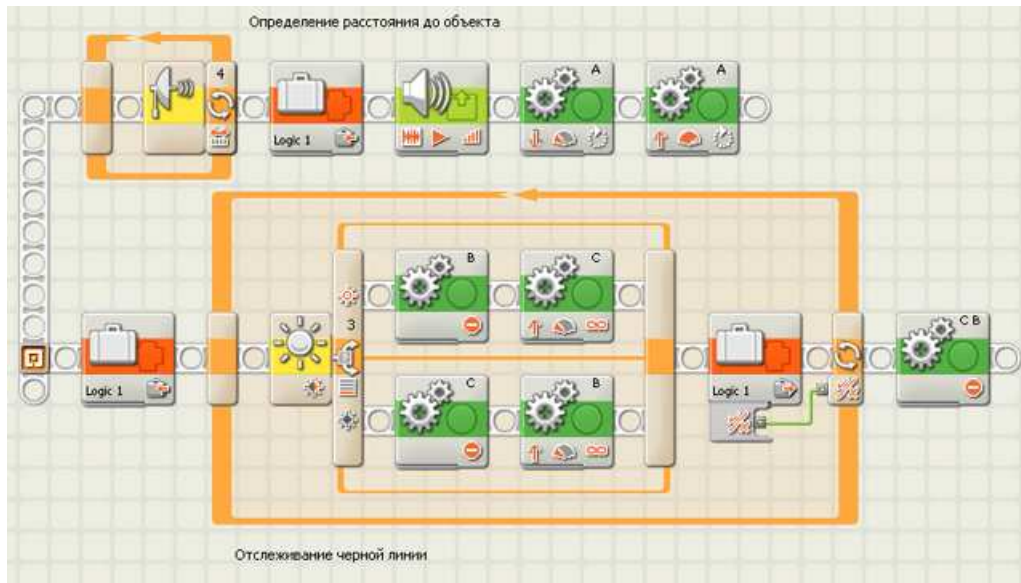 Определение расстояния до объекта
4
A
A
Logic 1
B
C
3
C B
Logic 1
Logic 1
C
B
Отслеживание черной линии